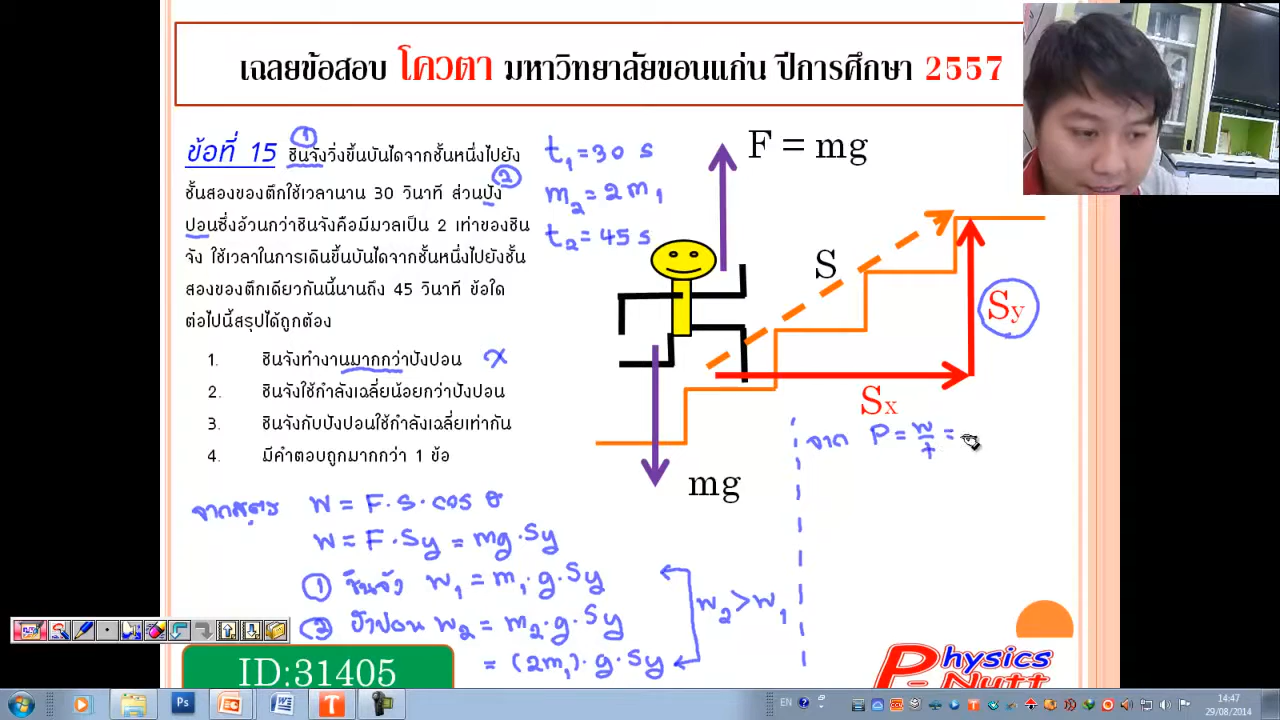 เฉลยข้อสอบ โควตา มหาวิทยาลัยขอนแก่น ปีการศึกษา 2557
ข้อที่ 15 ชินจังวิ่งขึ้นบันไดจากชั้นหนึ่งไปยัง
ชั้นสองของตึกใช้เวลานาน 30 วินาที ส่วนปัง
ปอนซึ่งอ้วนกว่าชินจังคือมีมวลเป็น 2 เท่าของชิน
จัง ใช้เวลาในการเดินขึ้นบันไดจากชั้นหนึ่งไปยังชั้น
สองของตึกเดียวกันนี้นานถึง 45 วินาที ข้อใด
ต่อไปนี้สรุปได้ถูกต้อง
1. ชินจังทำงานมากกว่าปังปอน x
2. ชินจังใช้กำลังเฉลี่ยน้อยกว่าปังปอน
3. ชินจังกับปังปอนใช้กำลังเฉลี่ยเท่ากัน
4. มีคำตอบถูกมากกว่า 1 ข้อ
1
2
t₁ = 30 s
m₂ = 2m₁
t₂ = 45 s
F = mg
S
Sy
Sx
mg
จากสูตร W = F·S·cos θ
W = F·Sy = mg·Sy
① ชินจัง W₁ = m₁·g·Sy
② ปังปอน W₂ = m₂·g·Sy
= (2m₁)·g·Sy
W₂ > W₁
จาก P = W/t =
ID:31405
Physics
-Nutt
EN
14:47
29/08/2014